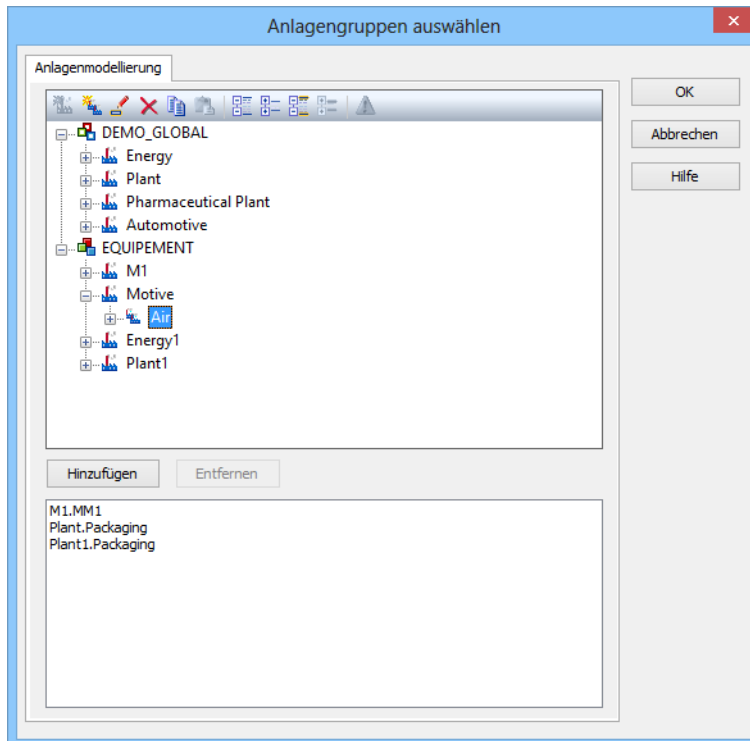 Anlagengruppen auswählen
Anlagenmodellierung
OK
Abbrechen
Hilfe
DEMO_GLOBAL
Energy
Plant
Pharmaceutical Plant
Automotive
EQUIPEMENT
M1
Motive
Air
Energy1
Plant1
Hinzufügen
Entfernen
M1.MM1
Plant.Packaging
Plant1.Packaging